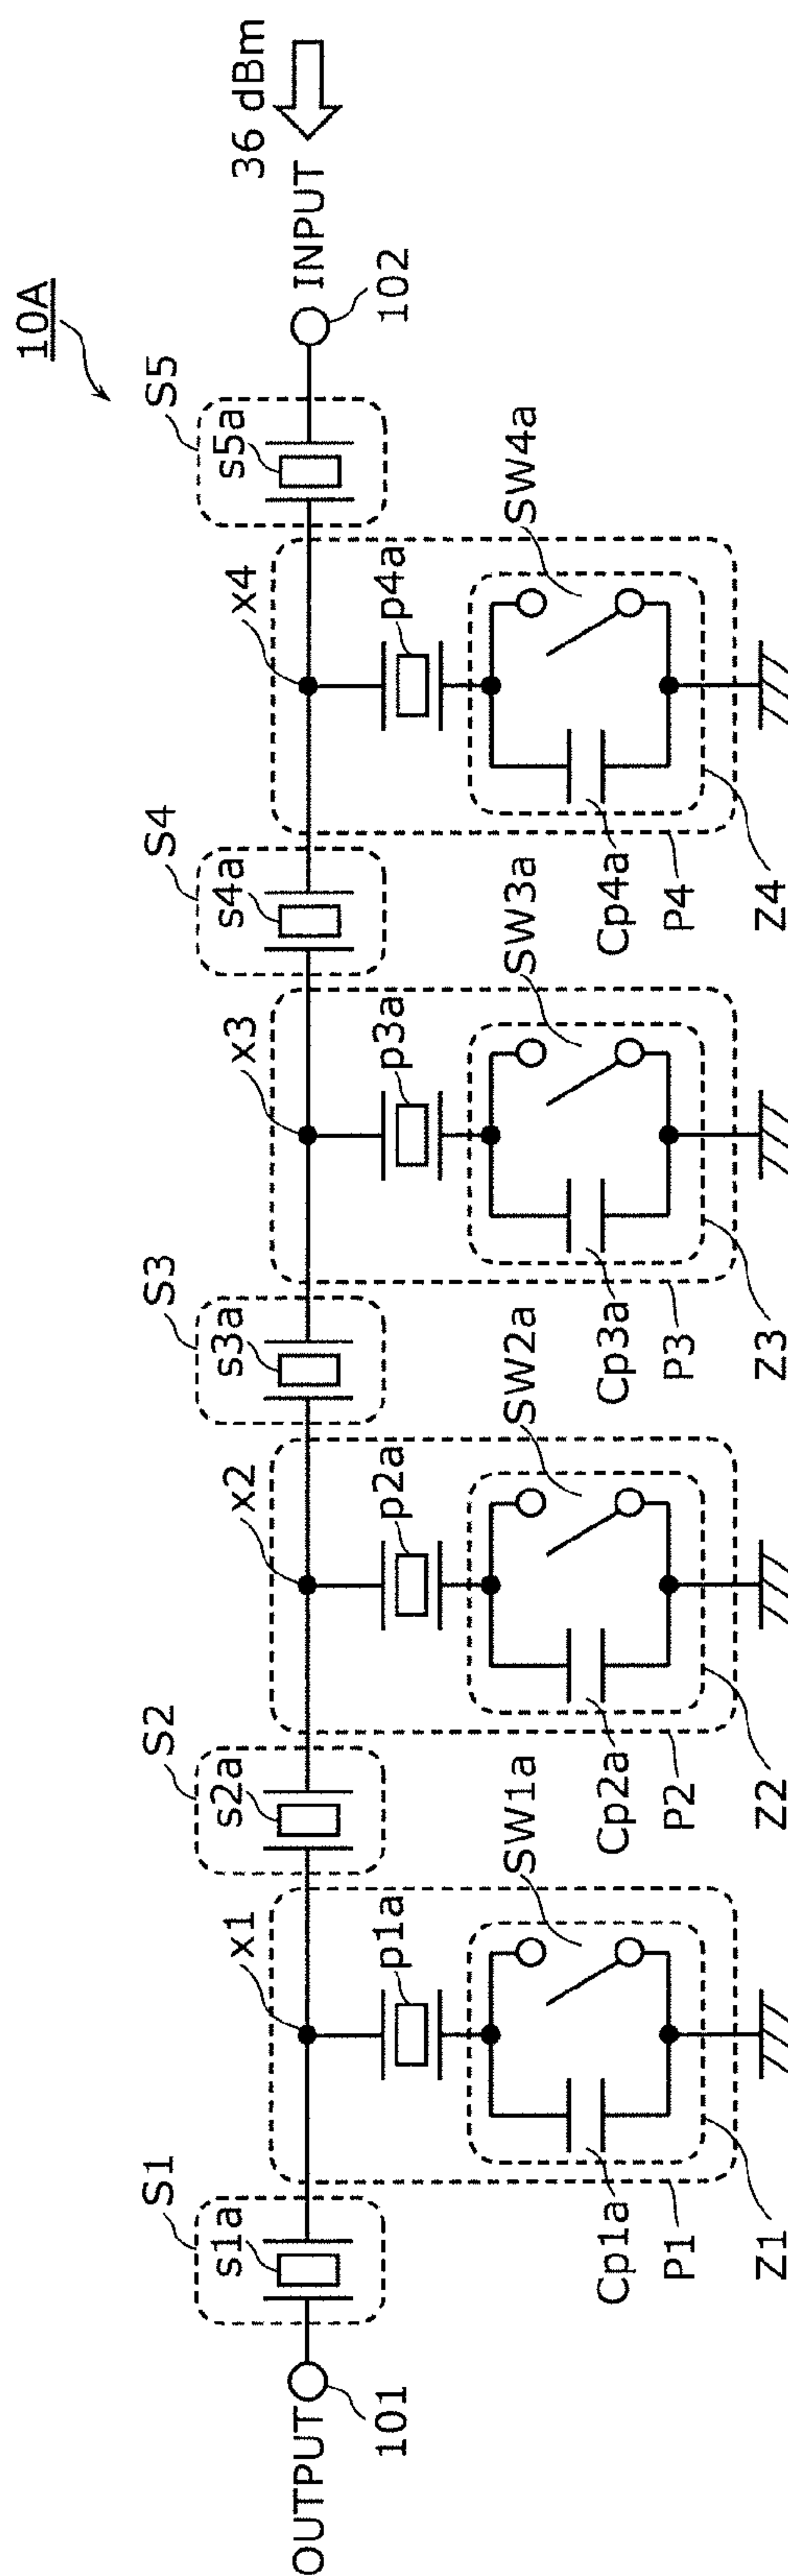 10A
36 dBm
OUTPUT
INPUT
101
102
S1
s1a
S2
s2a
S3
s3a
S4
s4a
S5
s5a
x1
x2
x3
x4
p1a
p2a
p3a
p4a
SW1a
SW2a
SW3a
SW4a
Cp1a
P1
Z1
Cp2a
P2
Z2
Cp3a
P3
Z3
Cp4a
P4
Z4